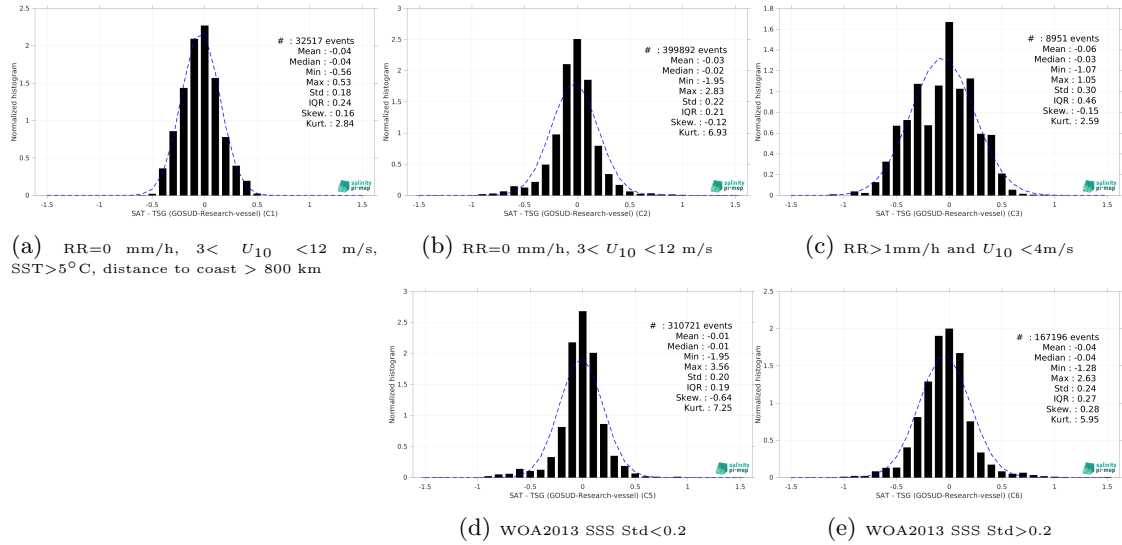 2.5
2
1.5
1
0.5
0
Normalized histogram
# : 32517 events
Mean : -0.04
Median : -0.04
Min : -0.56
Max : 0.53
Std : 0.18
IQR : 0.24
Skew. : 0.16
Kurt. : 2.84
salinity
pi-mep
-1.5 -1 -0.5 0 0.5 1 1.5
SAT - TSG (GOSUD-Research-vessel) (C1)
(a) RR=0 mm/h, 3< U10 <12 m/s,
SST>5°C, distance to coast > 800 km
3
2.5
2
1.5
1
0.5
0
Normalized histogram
# : 399892 events
Mean : -0.03
Median : -0.02
Min : -1.95
Max : 2.83
Std : 0.22
IQR : 0.21
Skew. : -0.12
Kurt. : 6.93
salinity
pi-mep
-1.5 -1 -0.5 0 0.5 1 1.5
SAT - TSG (GOSUD-Research-vessel) (C2)
(b) RR=0 mm/h, 3< U10 <12 m/s
1.8
1.6
1.4
1.2
1
0.8
0.6
0.4
0.2
0
Normalized histogram
# : 8951 events
Mean : -0.06
Median : -0.03
Min : -1.07
Max : 1.05
Std : 0.30
IQR : 0.46
Skew. : -0.15
Kurt. : 2.59
salinity
pi-mep
-1.5 -1 -0.5 0 0.5 1 1.5
SAT - TSG (GOSUD-Research-vessel) (C3)
(c) RR>1mm/h and U10 <4m/s
3
2.5
2
1.5
1
0.5
0
Normalized histogram
# : 310721 events
Mean : -0.01
Median : -0.01
Min : -1.95
Max : 3.56
Std : 0.20
IQR : 0.19
Skew. : -0.64
Kurt. : 7.25
salinity
pi-mep
-1.5 -1 -0.5 0 0.5 1 1.5
SAT - TSG (GOSUD-Research-vessel) (C5)
(d) WOA2013 SSS Std<0.2
2.5
2
1.5
1
0.5
0
Normalized histogram
# : 167196 events
Mean : -0.04
Median : -0.04
Min : -1.28
Max : 2.63
Std : 0.24
IQR : 0.27
Skew. : 0.28
Kurt. : 5.95
salinity
pi-mep
-1.5 -1 -0.5 0 0.5 1 1.5
SAT - TSG (GOSUD-Research-vessel) (C6)
(e) WOA2013 SSS Std>0.2